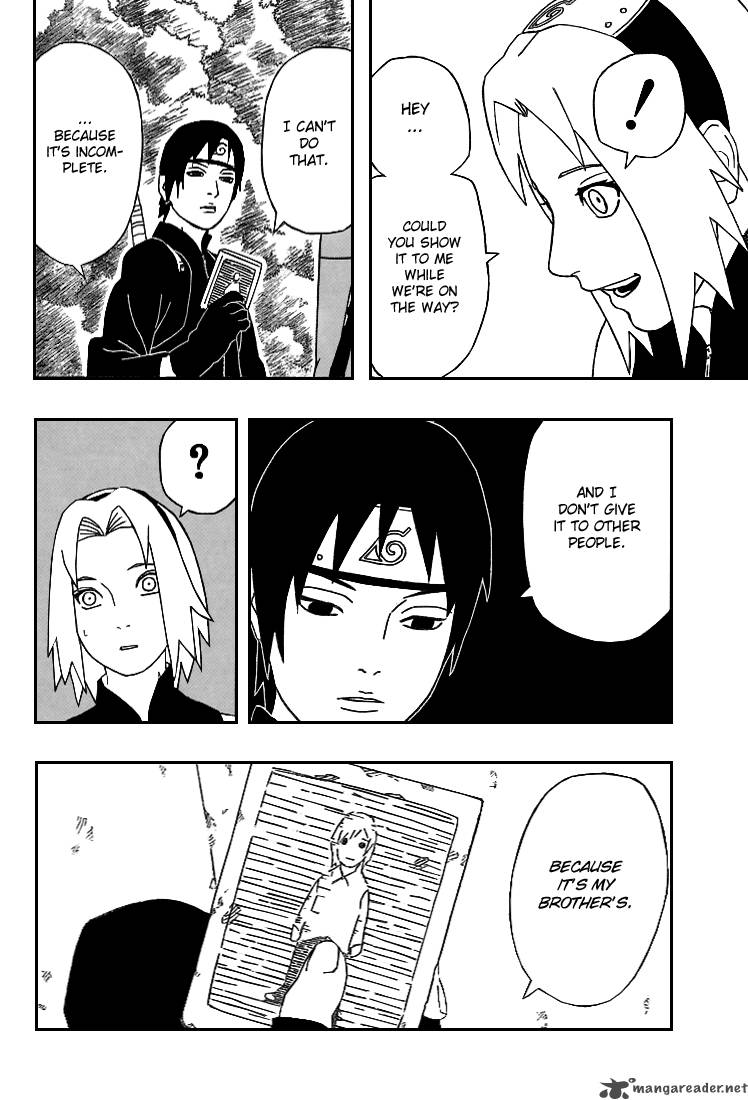 !
HEY
...
COULD
YOU SHOW
IT TO ME
WHILE
WE'RE ON
THE WAY?
I CAN'T
DO
THAT.
...
BECAUSE
IT'S INCOM-
PLETE.
AND I
DON'T GIVE
IT TO OTHER
PEOPLE.
?
BECAUSE
IT'S MY
BROTHER'S.
mangareader.net